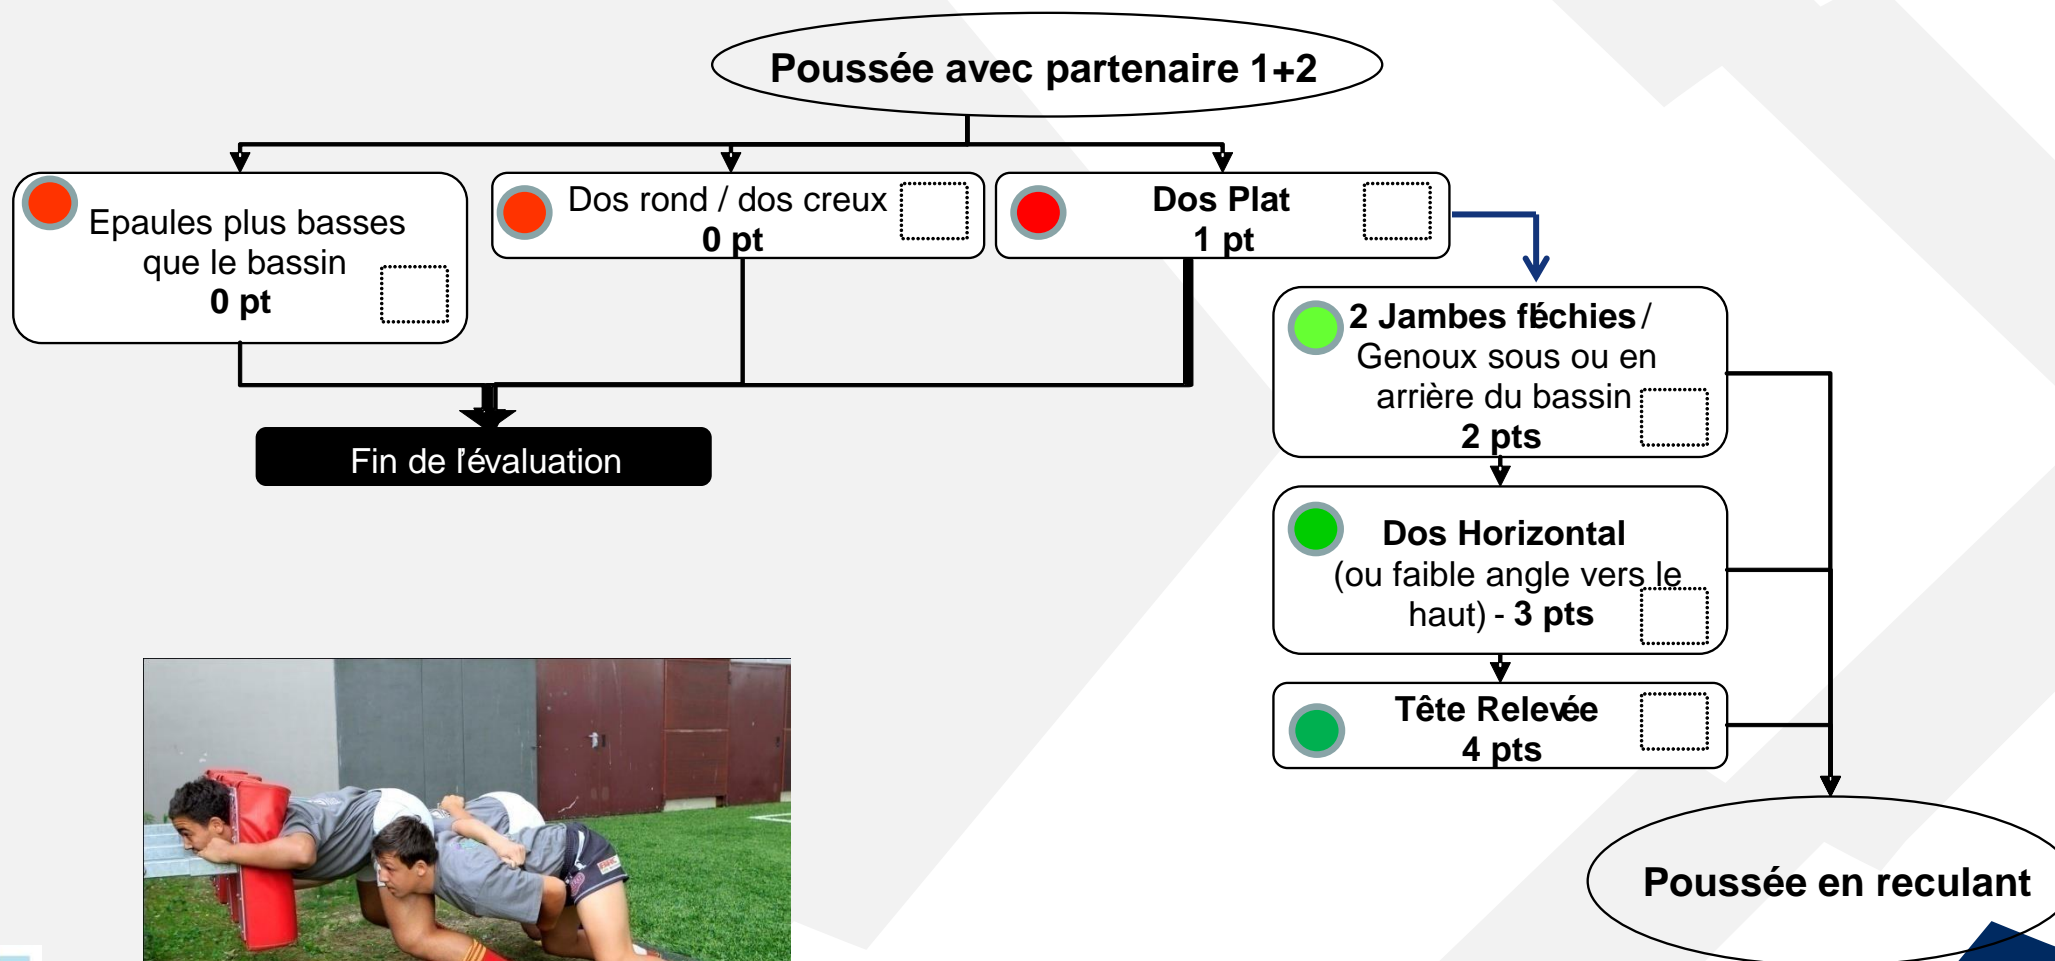 Poussée avec partenaire 1+2
Epaules plus basses
que le bassin
0 pt
Dos rond / dos creux
0 pt
Dos Plat
1 pt
2 Jambes fléchies /
Genoux sous ou en
arrière du bassin
2 pts
Fin de l'évaluation
Dos Horizontal
(ou faible angle vers le
haut) - 3 pts
Tête Relevée
4 pts
Poussée en reculant